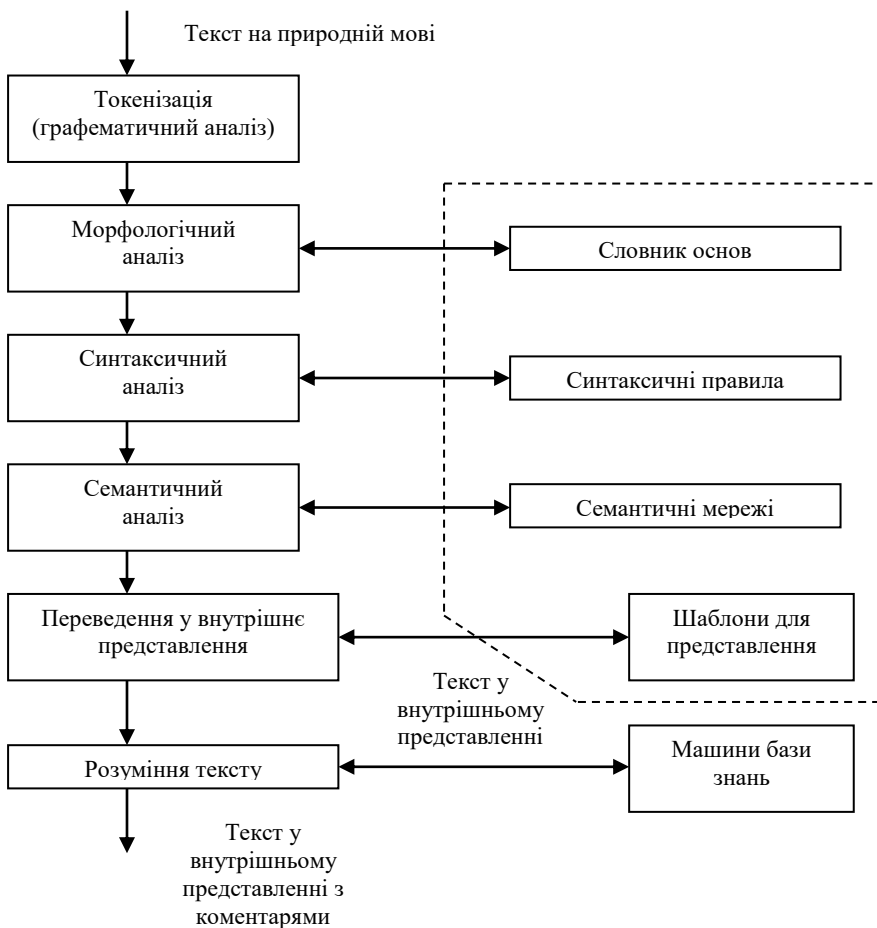 Текст на природній мові
Токенізація
(графематичний аналіз)
Морфологічний
аналіз
Словник основ
Синтаксичний
аналіз
Синтаксичні правила
Семантичний
аналіз
Семантичні мережі
Переведення у внутрішнє
представлення
Шаблони для
представлення
Текст у
внутрішньому
представленні
Розуміння тексту
Машини бази
знань
Текст у
внутрішньому
представленні з
коментарями